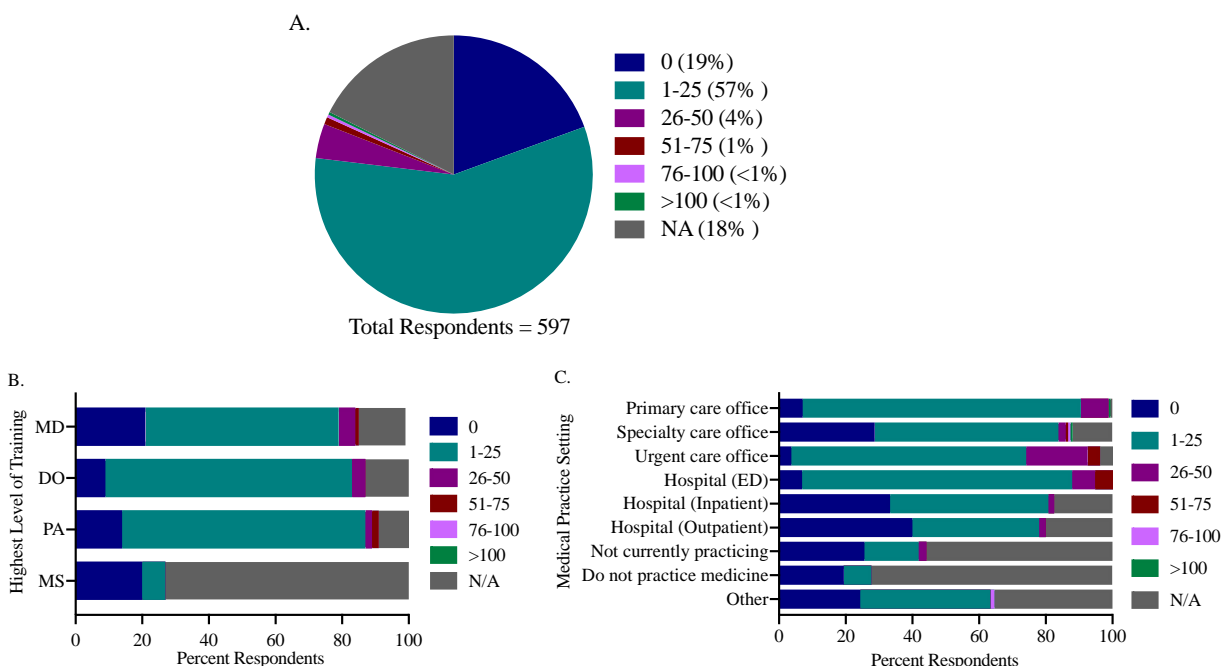 A.
0 (19%)
1-25 (57% )
26-50 (4%)
51-75 (1% )
76-100 (<1%)
>100 (<1%)
NA (18% )
Total Respondents = 597
B.
Highest Level of Training
MD
DO
PA
MS
0 20 40 60 80 100
Percent Respondents
0
1-25
26-50
51-75
76-100
>100
N/A
C.
Medical Practice Setting
Primary care office
Specialty care office
Urgent care office
Hospital (ED)
Hospital (Inpatient)
Hospital (Outpatient)
Not currently practicing
Do not practice medicine
Other
0 20 40 60 80 100
Percent Respondents
0
1-25
26-50
51-75
76-100
>100
N/A